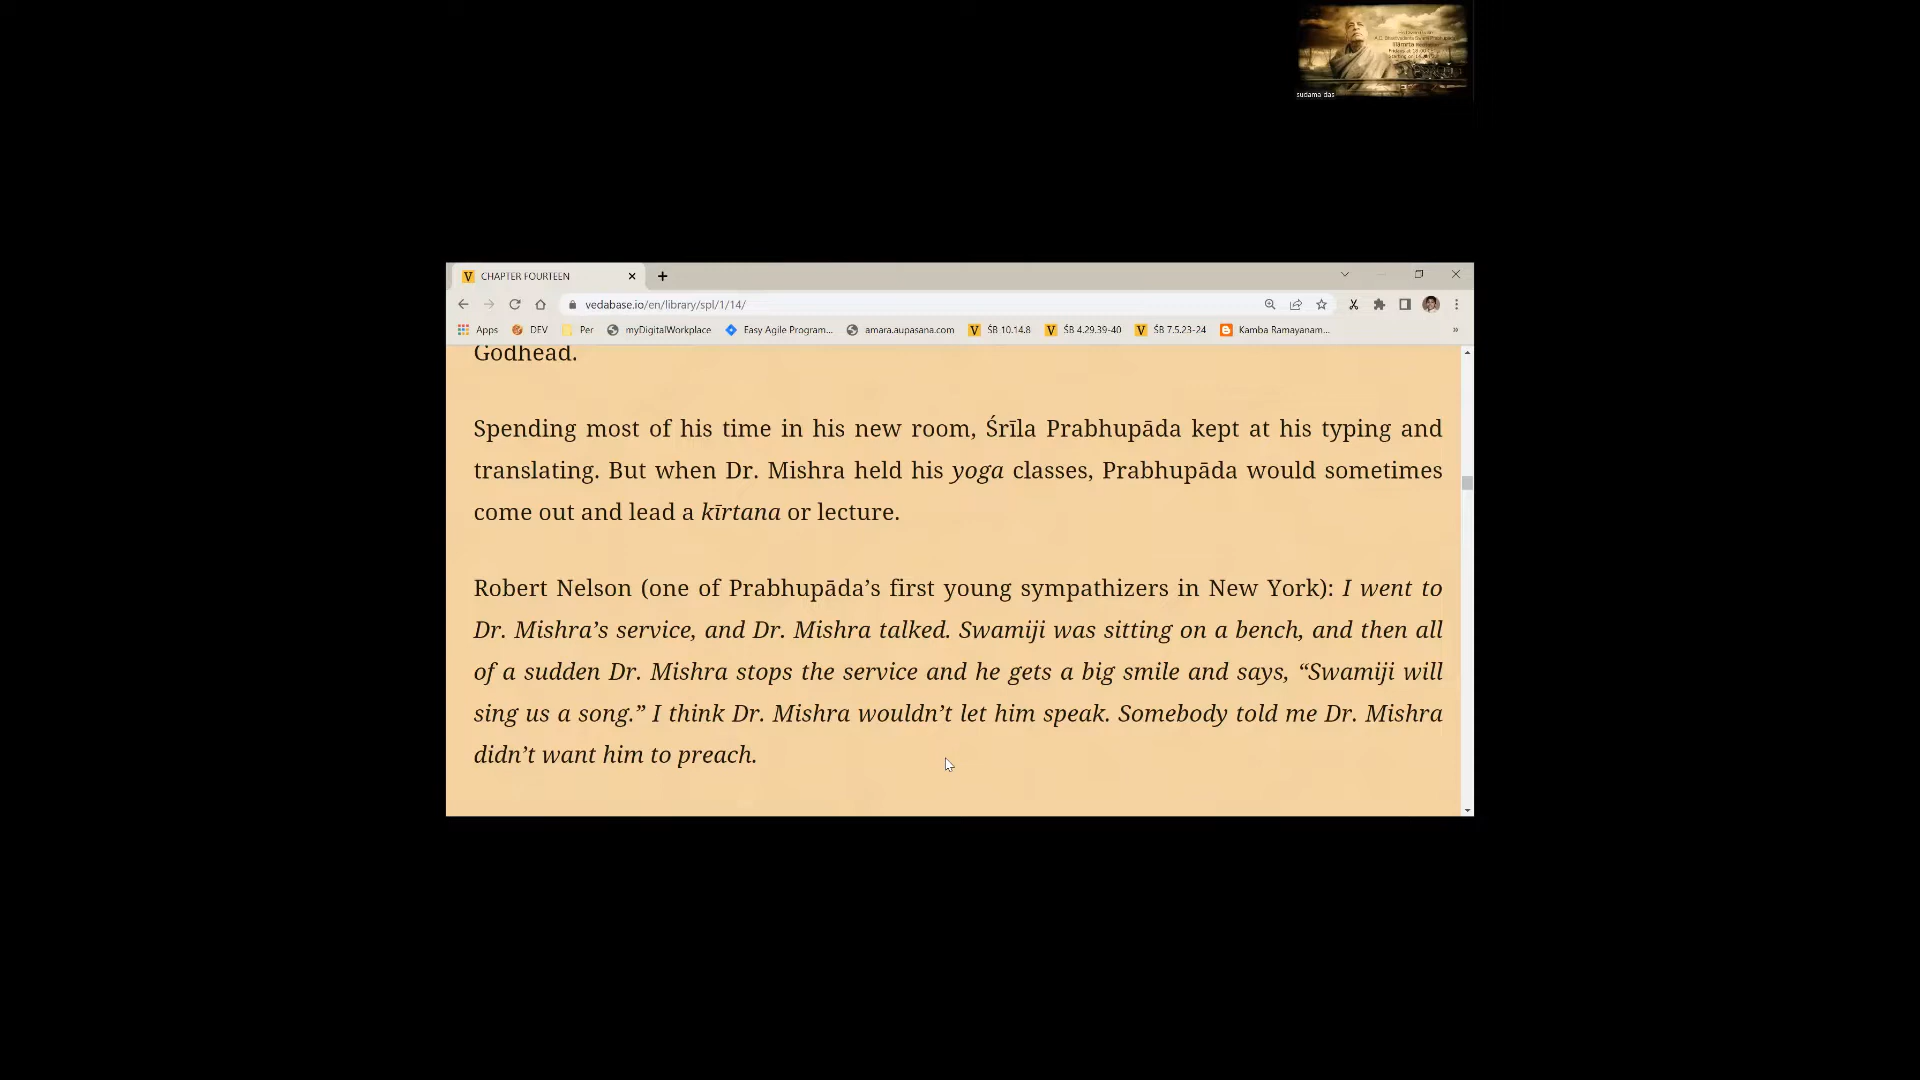 sudama das
CHAPTER FOURTEEN
vedabase.io/en/library/spl/1/14/
Apps DEV Per myDigitalWorkplace Easy Agile Program... amara.aupasana.com ŚB 10.14.8 ŚB 4.29.39-40 ŚB 7.5.23-24 Kamba Ramayanam... »
Godhead.
Spending most of his time in his new room, Śrīla Prabhupāda kept at his typing and
translating. But when Dr. Mishra held his yoga classes, Prabhupāda would sometimes
come out and lead a kīrtana or lecture.
Robert Nelson (one of Prabhupāda’s first young sympathizers in New York): I went to
Dr. Mishra’s service, and Dr. Mishra talked. Swamiji was sitting on a bench, and then all
of a sudden Dr. Mishra stops the service and he gets a big smile and says, “Swamiji will
sing us a song.” I think Dr. Mishra wouldn’t let him speak. Somebody told me Dr. Mishra
didn’t want him to preach.